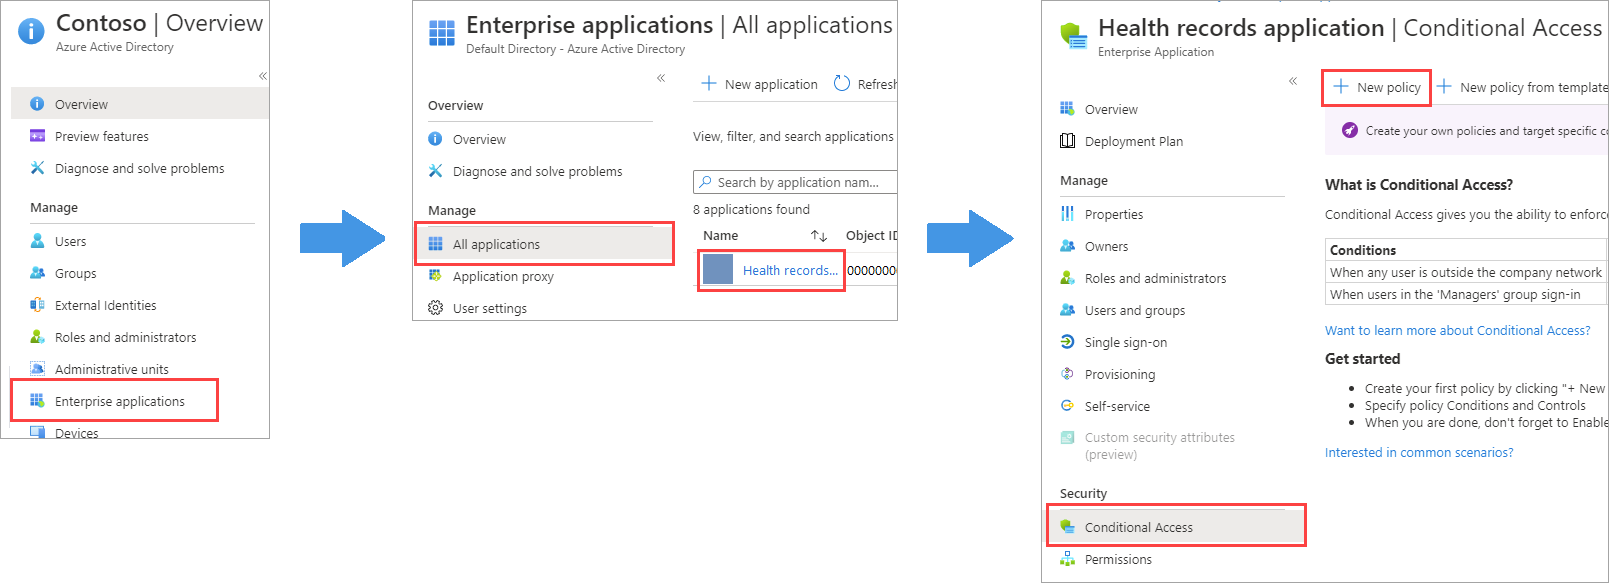 Contoso | Overview
Azure Active Directory
«
Overview
Preview features
Diagnose and solve problems
Manage
Users
Groups
External Identities
Roles and administrators
Administrative units
Enterprise applications
Devices
Enterprise applications | All applications
Default Directory - Azure Active Directory
«
Overview
Overview
Diagnose and solve problems
Manage
All applications
Application proxy
User settings
New application Refresh
View, filter, and search applications
Search by application name...
8 applications found
Name Object ID
Health records... 0000000
Health records application | Conditional Access
Enterprise Application
«
Overview
Deployment Plan
Manage
Properties
Owners
Roles and administrators
Users and groups
Single sign-on
Provisioning
Self-service
Custom security attributes
(preview)
Security
Conditional Access
Permissions
New policy New policy from template
Create your own policies and target specific co
What is Conditional Access?
Conditional Access gives you the ability to enforce
Conditions
When any user is outside the company network
When users in the 'Managers' group sign-in
Want to learn more about Conditional Access?
Get started
• Create your first policy by clicking "+ New
• Specify policy Conditions and Controls
• When you are done, don't forget to Enable
Interested in common scenarios?